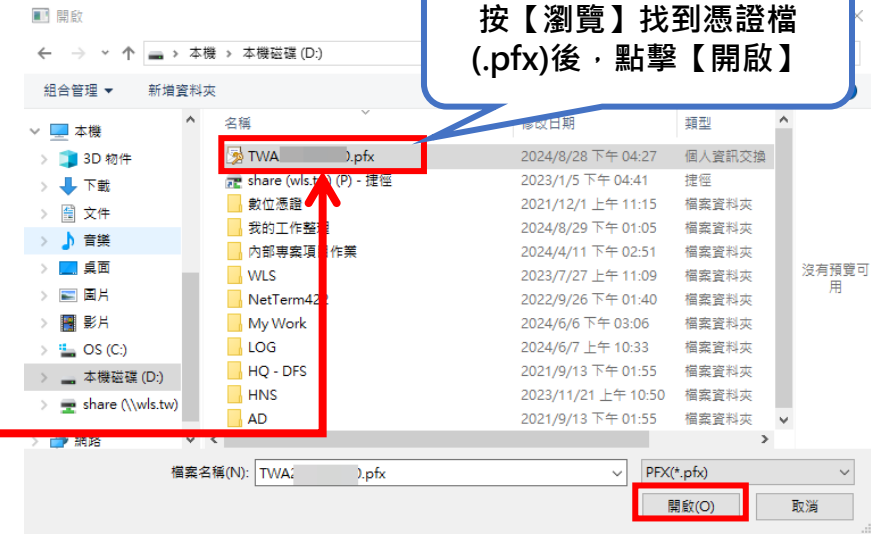 開啟
按【瀏覽】找到憑證檔
(.pfx)後,點擊【開啟】
本機 › 本機磁碟 (D:)
組合管理 新增資料夾
名稱 修改日期 類型
TWA 0.pfx 2024/8/28 下午 04:27 個人資訊交換
share (wls.t ) (P) - 捷徑 2023/1/5 下午 04:41 捷徑
數位憑證 2021/12/1 上午 11:15 檔案資料夾
我的工作整理 2024/8/29 下午 01:05 檔案資料夾
內部專案項目作業 2024/4/11 下午 02:51 檔案資料夾
WLS 2023/7/27 上午 11:09 檔案資料夾
NetTerm422 2022/9/26 下午 01:40 檔案資料夾
My Work 2024/6/6 下午 03:06 檔案資料夾
LOG 2024/6/7 上午 10:33 檔案資料夾
HQ - DFS 2021/9/13 下午 01:55 檔案資料夾
HNS 2023/11/21 上午 10:50 檔案資料夾
AD 2021/9/13 下午 01:55 檔案資料夾
本機
3D 物件
下載
文件
音樂
桌面
圖片
影片
OS (C:)
本機磁碟 (D:)
share (\\wls.tw)
網路
沒有預覽可
用
檔案名稱(N): TWA .pfx PFX(*.pfx)
開啟(O) 取消